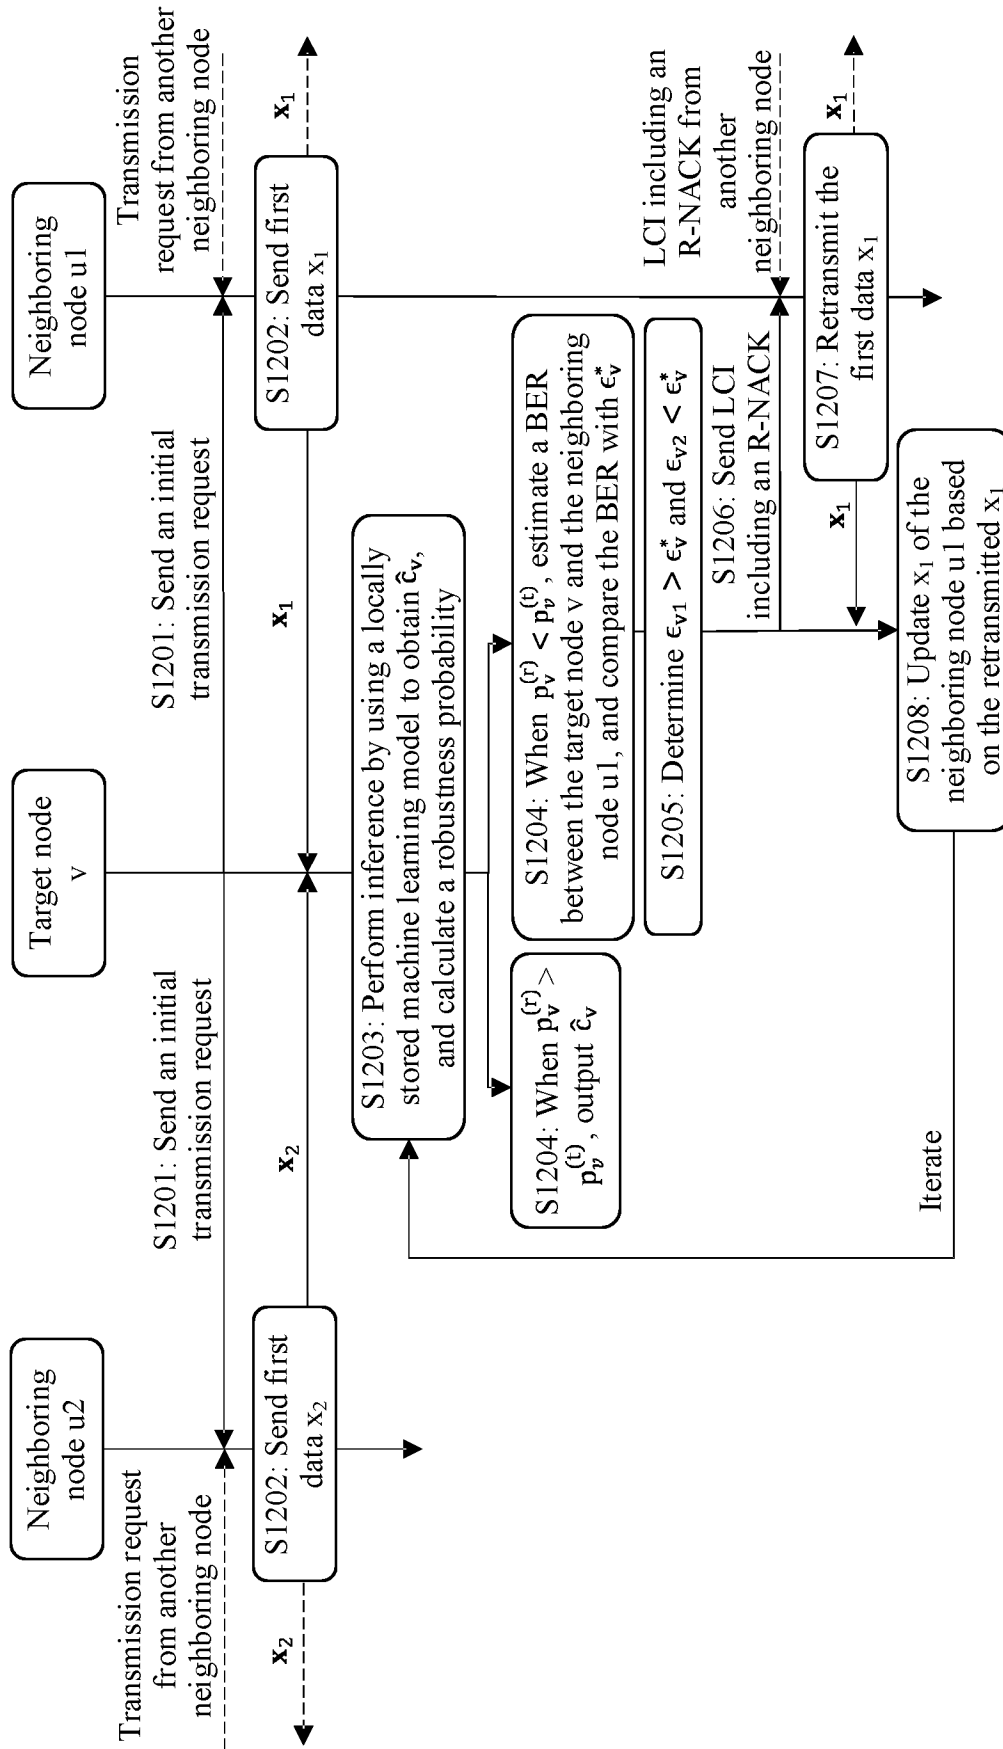 Neighboring
node u2
Target node
v
Neighboring
node u1
Transmission request
from another
neighboring node
S1201: Send an initial
transmission request
S1201: Send an initial
transmission request
Transmission
request from another
neighboring node
x₂
S1202: Send first
data x₂
x₂
x₁
S1202: Send first
data x₁
x₁
S1203: Perform inference by using a locally
stored machine learning model to obtain ĉᵥ,
and calculate a robustness probability
S1204: When pᵥ⁽ʳ⁾ >
pᵥ⁽ᵗ⁾, output ĉᵥ
S1204: When pᵥ⁽ʳ⁾ < pᵥ⁽ᵗ⁾, estimate a BER
between the target node v and the neighboring
node u1, and compare the BER with ϵᵥ*
S1205: Determine ϵᵥ₁ > ϵᵥ* and ϵᵥ₂ < ϵᵥ*
S1206: Send LCI
including an R-NACK
LCI including an
R-NACK from
another
neighboring node
x₁
S1207: Retransmit the
first data x₁
x₁
Iterate
S1208: Update x₁ of the
neighboring node u1 based
on the retransmitted x₁